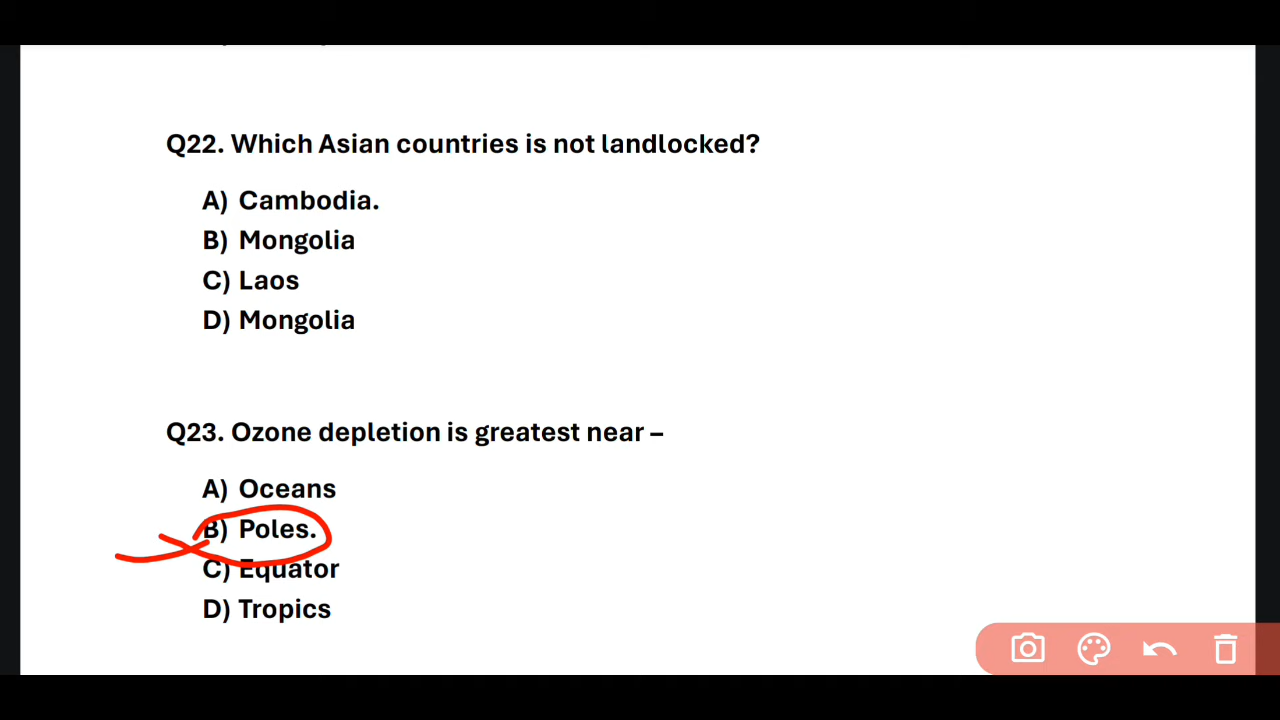 Q22. Which Asian countries is not landlocked?
A) Cambodia.
B) Mongolia
C) Laos
D) Mongolia
Q23. Ozone depletion is greatest near –
A) Oceans
B) Poles.
C) Equator
D) Tropics